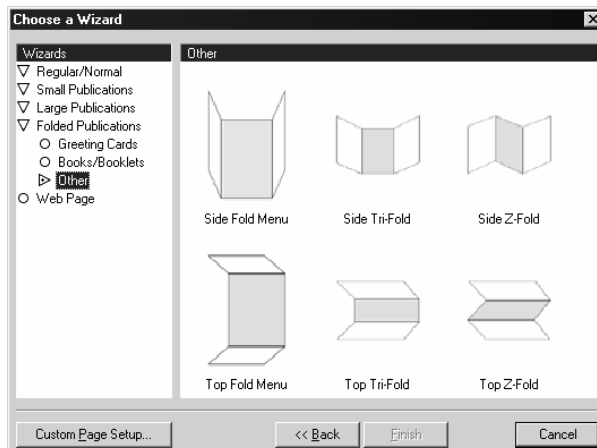 Choose a Wizard
Wizards
Regular/Normal
Small Publications
Large Publications
Folded Publications
Greeting Cards
Books/Booklets
Other
Web Page
Other
Side Fold Menu
Side Tri-Fold
Side Z-Fold
Top Fold Menu
Top Tri-Fold
Top Z-Fold
Custom Page Setup...
<< Back
Finish
Cancel